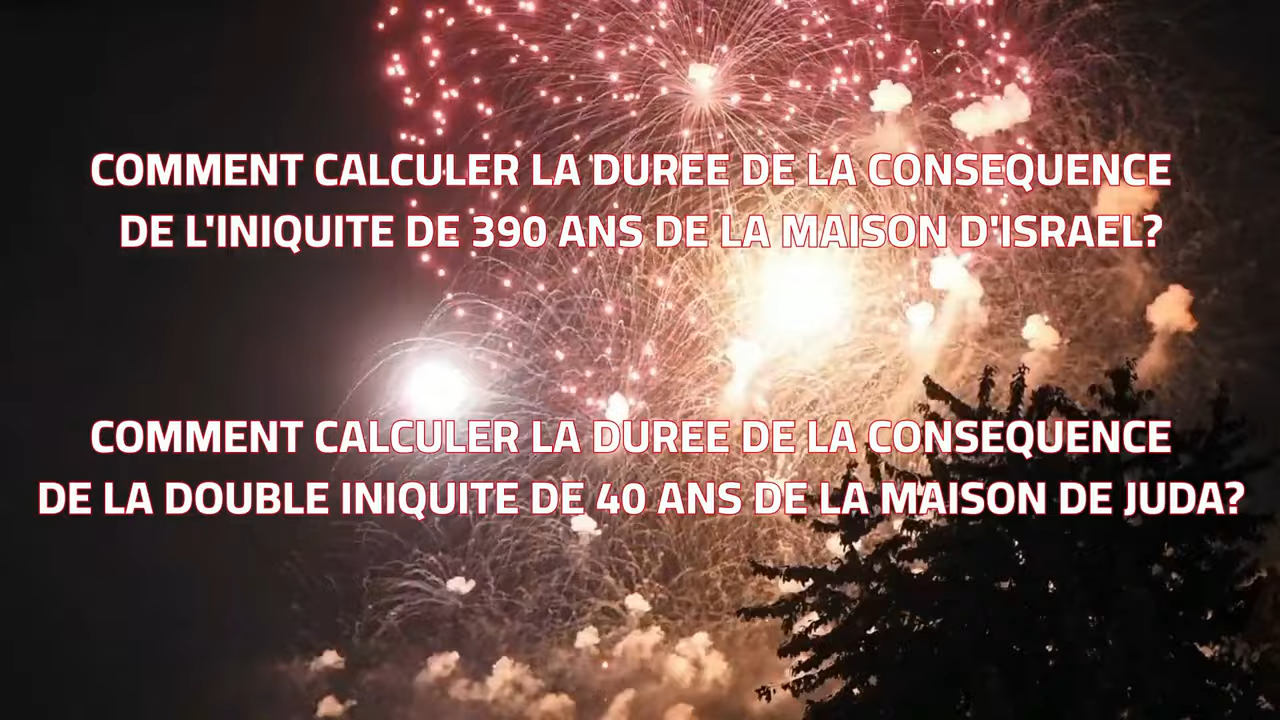 COMMENT CALCULER LA DUREE DE LA CONSEQUENCE
DE L'INIQUITE DE 390 ANS DE LA MAISON D'ISRAEL?
COMMENT CALCULER LA DUREE DE LA CONSEQUENCE
DE LA DOUBLE INIQUITE DE 40 ANS DE LA MAISON DE JUDA?